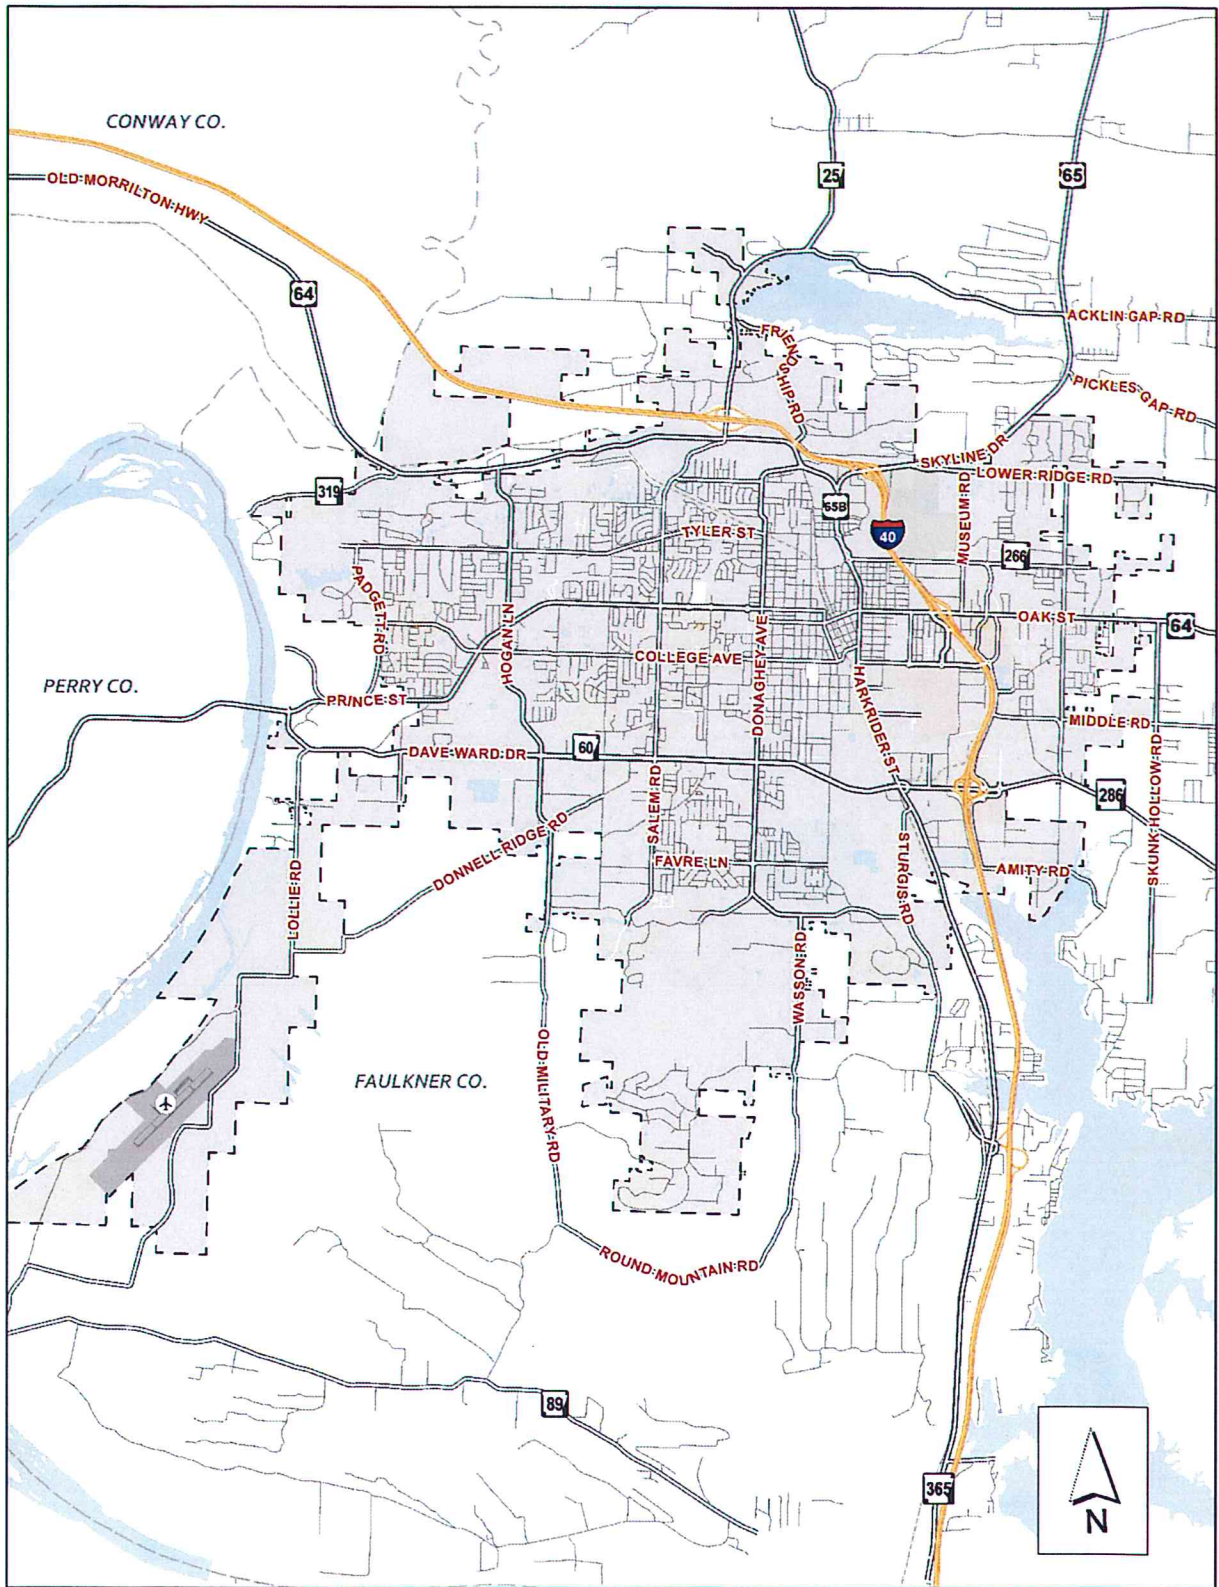 CONWAY CO.
OLD MORRILTON HWY
25
65
64
ACKLIN GAP RD
FRIENDSHIP RD
PICKLES GAP RD
SKYLINE DR
LOWER RIDGE RD
319
65B
MUSEUM RD
TYLER ST
40
266
PADGETT RD
HOGAN LN
OAK ST
64
COLLEGE AVE
DONAGHEY AVE
HARKRIDER ST
PERRY CO.
PRINCE ST
MIDDLE RD
DAVE WARD DR
60
SKUNK HOLLOW RD
286
SALEM RD
DONNELL RIDGE RD
STURGIS RD
FAVRE LN
AMITY RD
LOLLIE RD
WASSON RD
OLD MILITARY RD
FAULKNER CO.
ROUND MOUNTAIN RD
89
365
N